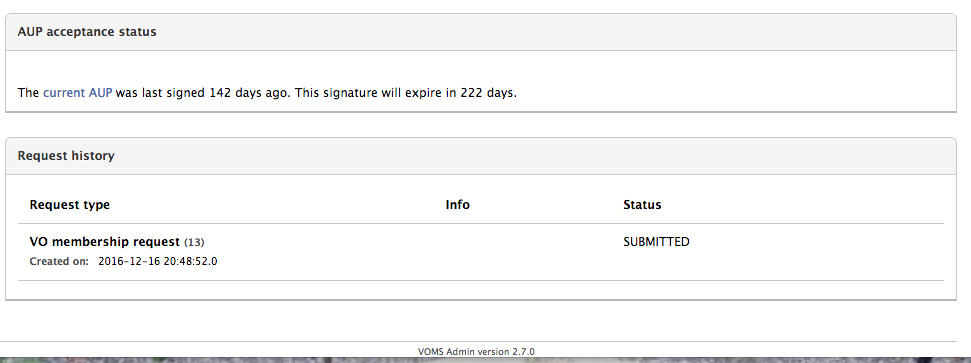 AUP acceptance status
The current AUP was last signed 142 days ago. This signature will expire in 222 days.
Request history
Request type Info Status
VO membership request (13) SUBMITTED
Created on: 2016-12-16 20:48:52.0
VOMS Admin version 2.7.0